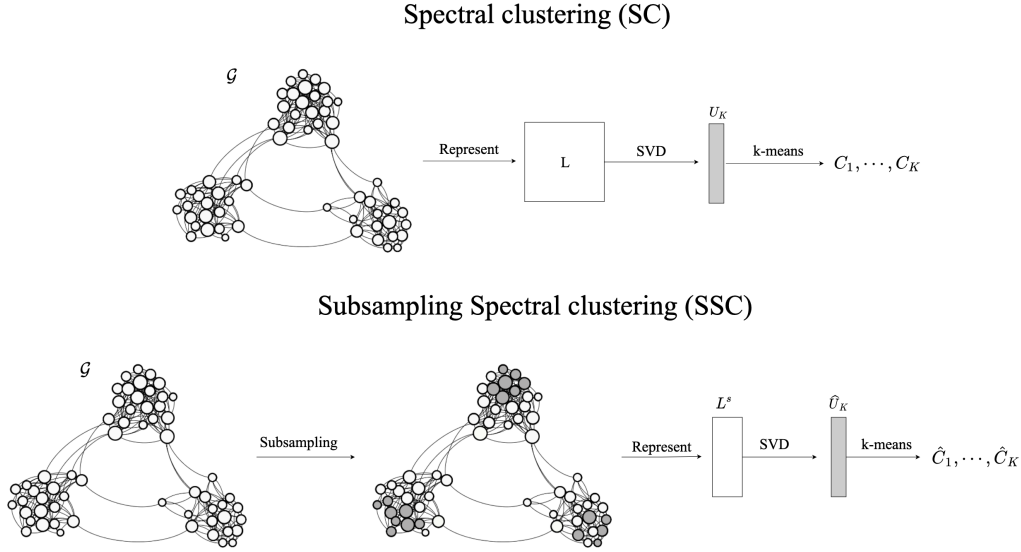 Spectral clustering (SC)
𝒢
Represent
L
SVD
U_K
k-means
C_1, ⋯, C_K
Subsampling Spectral clustering (SSC)
𝒢
Subsampling
Represent
L^s
SVD
Û_K
k-means
Ĉ_1, ⋯, Ĉ_K